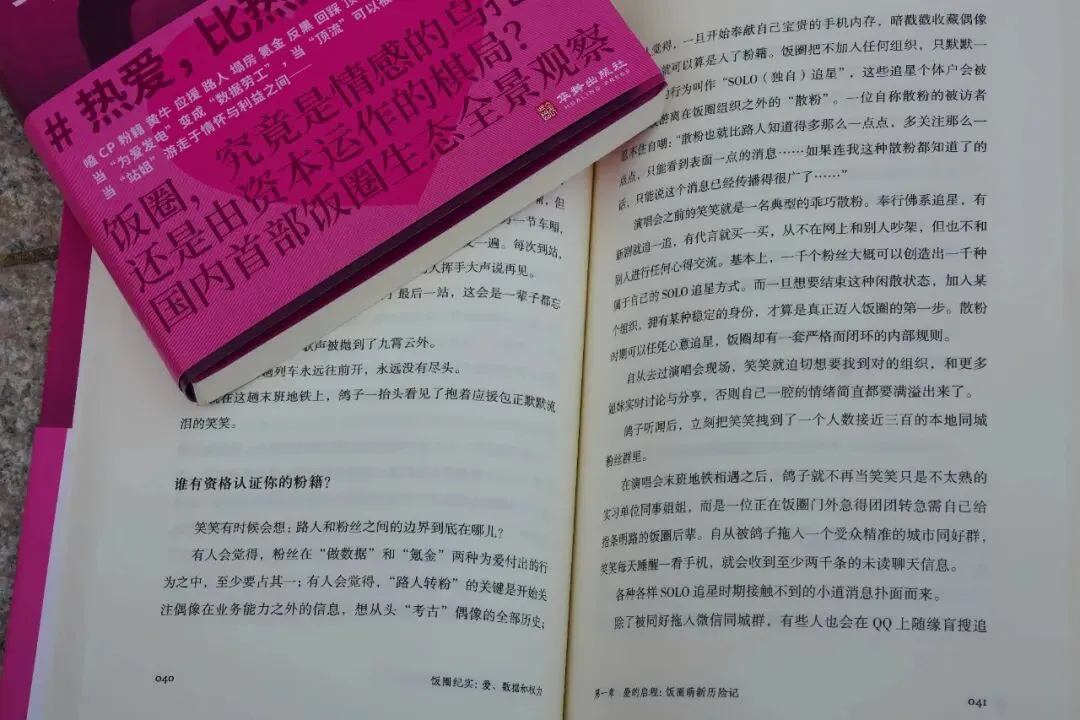 #热爱，比热
嗑 CP 粉籍 黄牛 应援 路人 塌房 氪金 反黑 回踩 顶
当“为爱发电”变成“数据劳工”，当“顶流”可以被
当“站姐”游走于情怀与利益之间——
饭圈，究竟是情感的乌托
还是由资本运作的棋局？
国内首部饭圈生态全景观察
华龄出版社
HUALING PRESS
，但
一节车厢，
一遍。每次到站，
人挥手大声说再见。
最后一站，这会是一辈子都忘
歌声被抛到了九霄云外。
趟列车永远往前开，永远没有尽头。
就在这趟末班地铁上，鸽子一抬头看见了抱着应援包正默默流
泪的笑笑。
谁有资格认证你的粉籍？
笑笑有时候会想：路人和粉丝之间的边界到底在哪儿？
有人会觉得，粉丝在“做数据”和“氪金”两种为爱付出的行
为之中，至少要占其一；有人会觉得，“路人转粉”的关键是开始关
注偶像在业务能力之外的信息，想从头“考古”偶像的全部历史；
040
饭圈纪实：爱、数据和权力
觉得，一旦开始奉献自己宝贵的手机内存，暗戳戳收藏偶像
就可以算是入了粉籍。饭圈把不加入任何组织，只默默一
的行为叫作“SOLO（独自）追星”，这些追星个体户会被
游离在饭圈组织之外的“散粉”。一位自称散粉的被访者
忍不住自嘲：“散粉也就比路人知道得多那么一点点，多关注那么一
点点，只能看到表面一点的消息……如果连我这种散粉都知道了的
话，只能说这个消息已经传播得很广了……”
演唱会之前的笑笑就是一名典型的乖巧散粉。奉行佛系追星，有
新剧就追一追，有代言就买一买，从不在网上和别人吵架，但也不和
别人进行任何心得交流。基本上，一千个粉丝大概可以创造出一千种
属于自己的 SOLO 追星方式。而一旦想要结束这种闲散状态，加入某
个组织，拥有某种稳定的身份，才算是真正迈入饭圈的第一步。散粉
时期可以任凭心意追星，饭圈却有一套严格而闭环的内部规则。
自从去过演唱会现场，笑笑就迫切想要找到对的组织，和更多
姐妹实时讨论与分享，否则自己一腔的情绪简直都要满溢出来了。
鸽子听闻后，立刻把笑笑拽到了一个人数接近三百的本地同城
粉丝群里。
在演唱会末班地铁相遇之后，鸽子就不再当笑笑只是不太熟的
实习单位同事姐姐，而是一位正在饭圈门外急得团团转急需自己给
指条明路的饭圈后辈。自从被鸽子拖入一个受众精准的城市同好群，
笑笑每天睡醒一看手机，就会收到至少两千条的未读聊天信息。
各种各样 SOLO 追星时期接触不到的小道消息扑面而来。
除了被同好拖入微信同城群，有些人也会在 QQ 上随缘盲搜追
第一章 爱的启程：饭圈萌新历险记
041